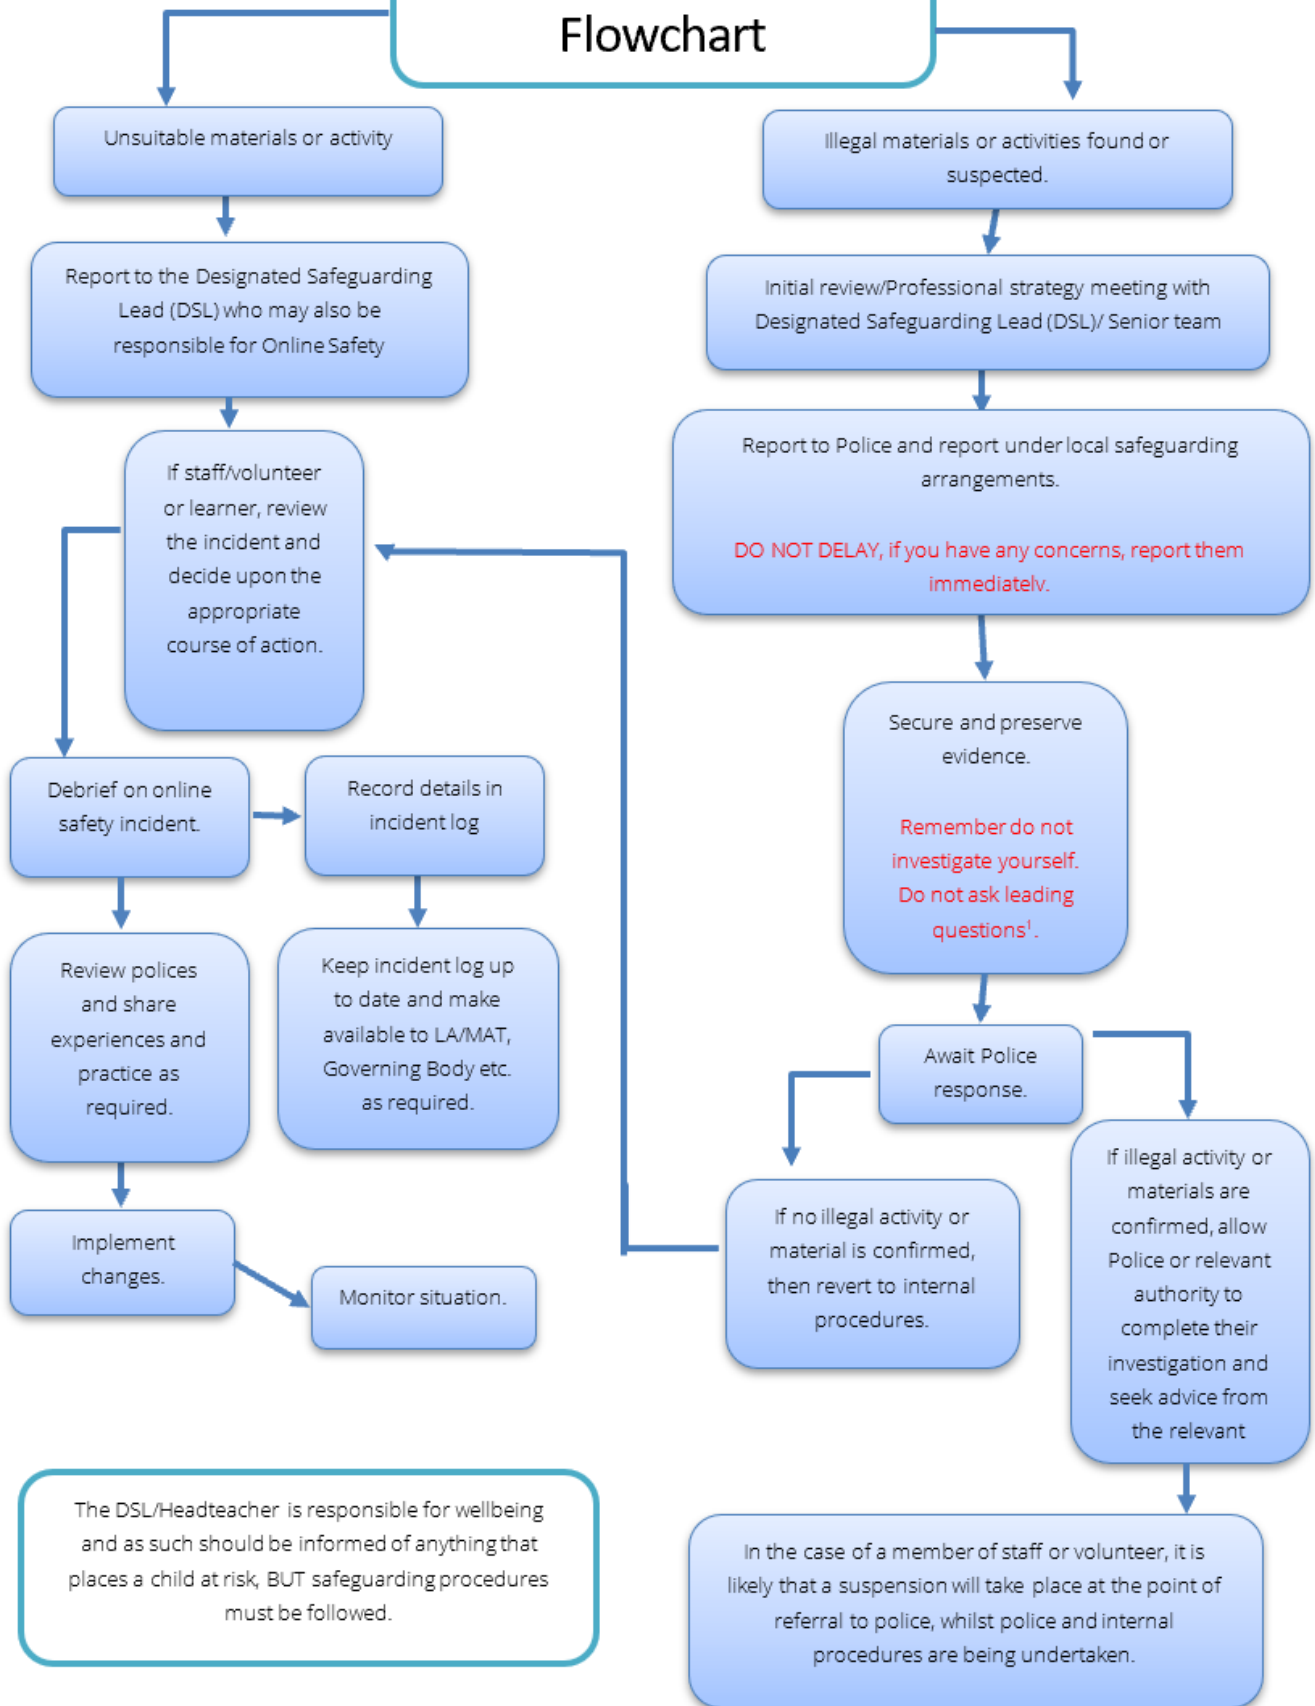 Flowchart
Unsuitable materials or activity
Report to the Designated Safeguarding
Lead (DSL) who may also be
responsible for Online Safety
If staff/volunteer
or learner, review
the incident and
decide upon the
appropriate
course of action.
Debrief on online
safety incident.
Record details in
incident log
Review polices
and share
experiences and
practice as
required.
Keep incident log up
to date and make
available to LA/MAT,
Governing Body etc.
as required.
Implement
changes.
Monitor situation.
Illegal materials or activities found or
suspected.
Initial review/Professional strategy meeting with
Designated Safeguarding Lead (DSL)/ Senior team
Report to Police and report under local safeguarding
arrangements.
DO NOT DELAY, if you have any concerns, report them
immediately.
Secure and preserve
evidence.
Remember do not
investigate yourself.
Do not ask leading
questions¹.
Await Police
response.
If no illegal activity or
material is confirmed,
then revert to internal
procedures.
If illegal activity or
materials are
confirmed, allow
Police or relevant
authority to
complete their
investigation and
seek advice from
the relevant
In the case of a member of staff or volunteer, it is
likely that a suspension will take place at the point of
referral to police, whilst police and internal
procedures are being undertaken.
The DSL/Headteacher is responsible for wellbeing
and as such should be informed of anything that
places a child at risk, BUT safeguarding procedures
must be followed.